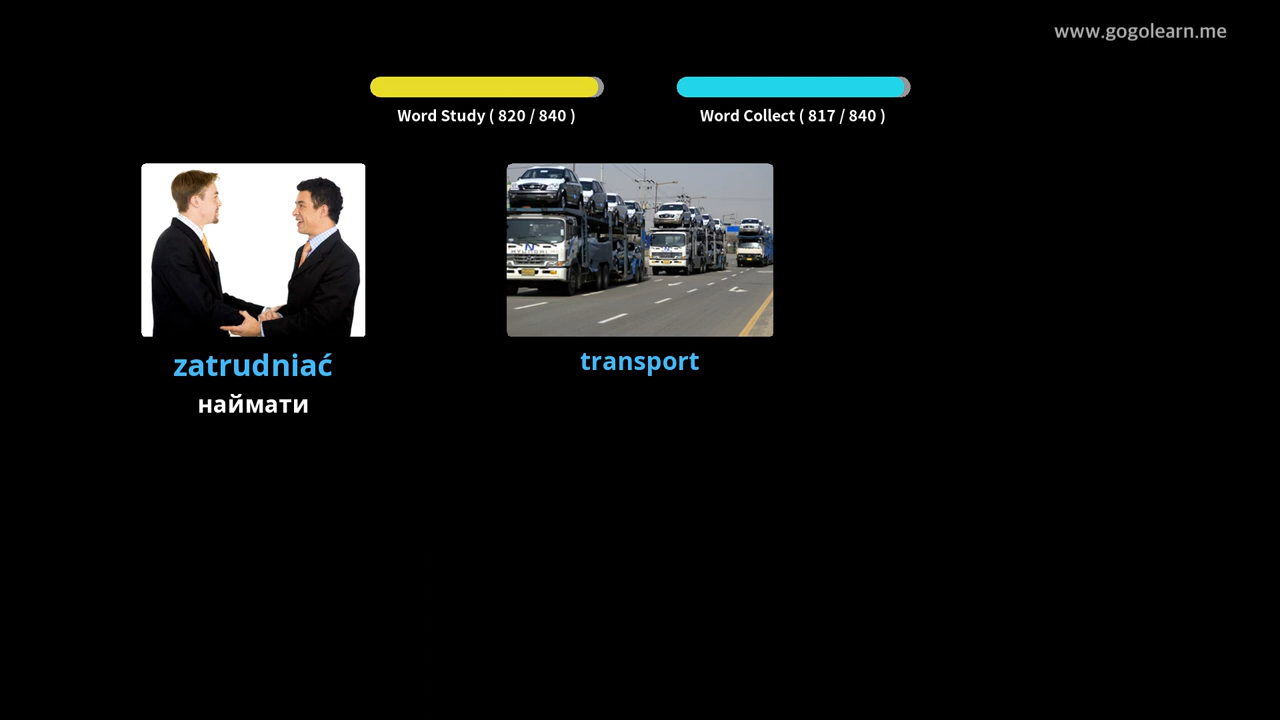 www.gogolearn.me
Word Study ( 820 / 840 )
Word Collect ( 817 / 840 )
zatrudniać
наймати
transport